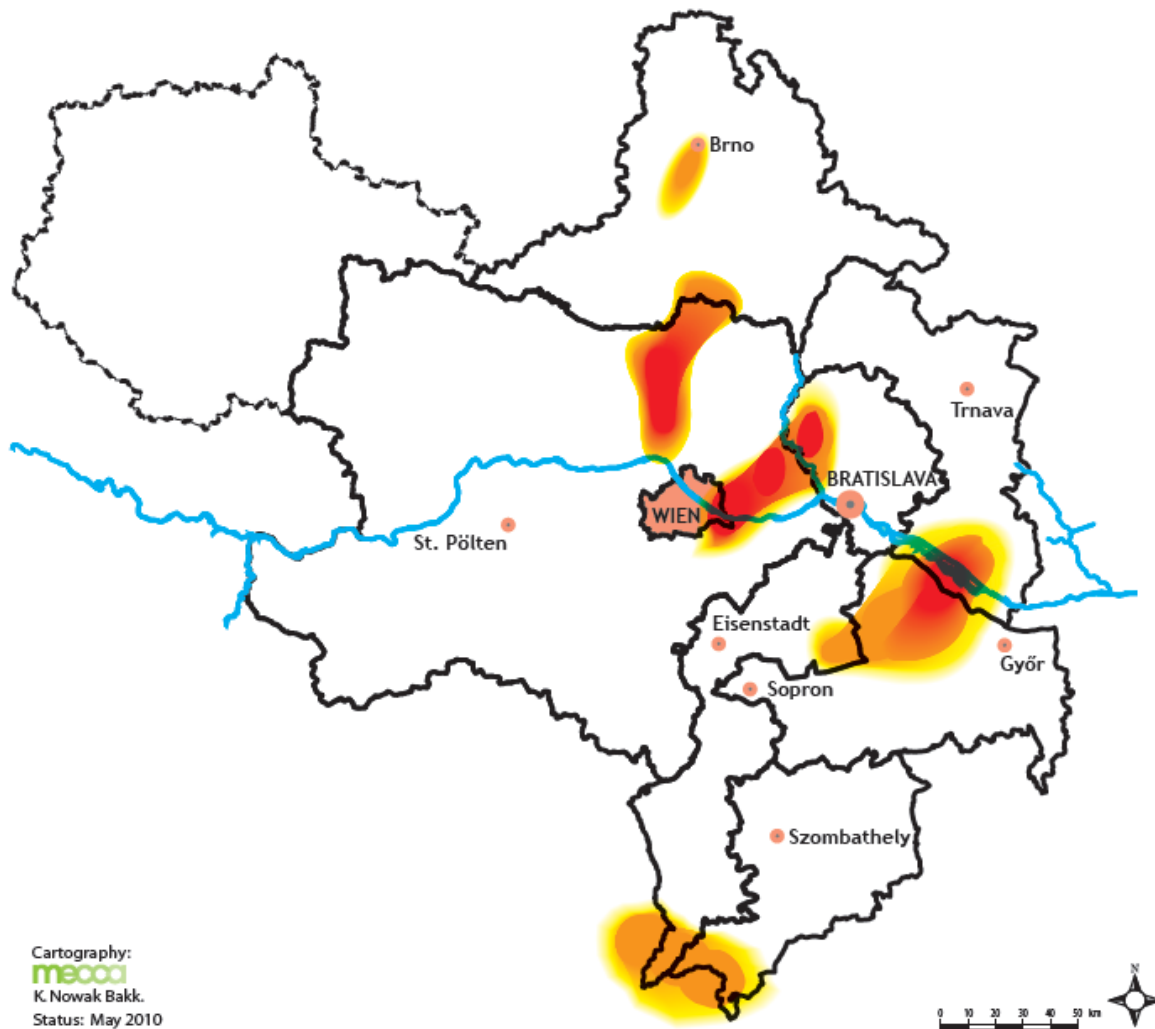 Brno
Trnava
BRATISLAVA
WIEN
St. Pölten
Eisenstadt
Győr
Sopron
Szombathely
Cartography:
mecca
K. Nowak Bakk.
Status: May 2010
N
0 10 20 30 40 50 km